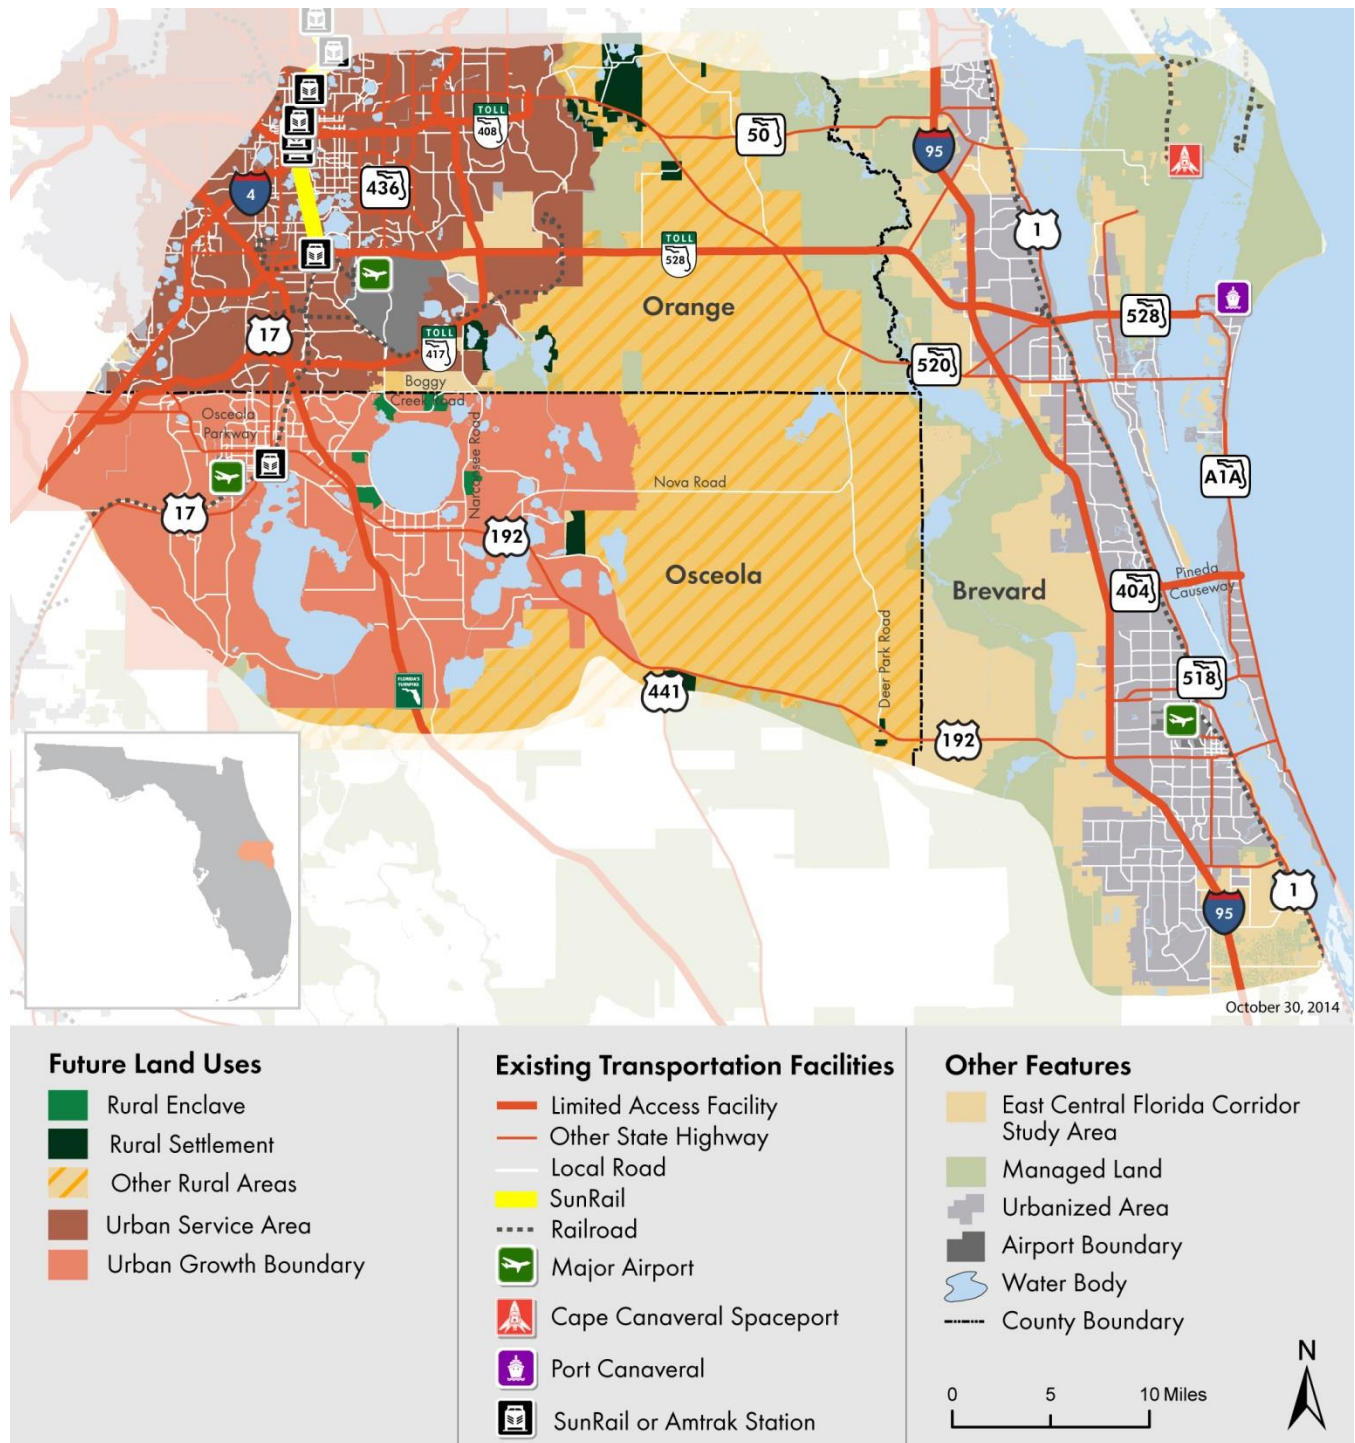 TOLL
408
50
95
436
4
1
TOLL
528
Orange
528
17
TOLL
417
520
Boggy
Creek Road
Osceola
Parkway
Narcoossee Road
A1A
Nova Road
17
192
Osceola
Brevard
404
Pineda
Causeway
Deer Park Road
518
FLORIDA'S
TURNPIKE
441
192
1
95
October 30, 2014
Future Land Uses
Rural Enclave
Rural Settlement
Other Rural Areas
Urban Service Area
Urban Growth Boundary
Existing Transportation Facilities
Limited Access Facility
Other State Highway
Local Road
SunRail
Railroad
Major Airport
Cape Canaveral Spaceport
Port Canaveral
SunRail or Amtrak Station
Other Features
East Central Florida Corridor
Study Area
Managed Land
Urbanized Area
Airport Boundary
Water Body
County Boundary
N
0 5 10 Miles